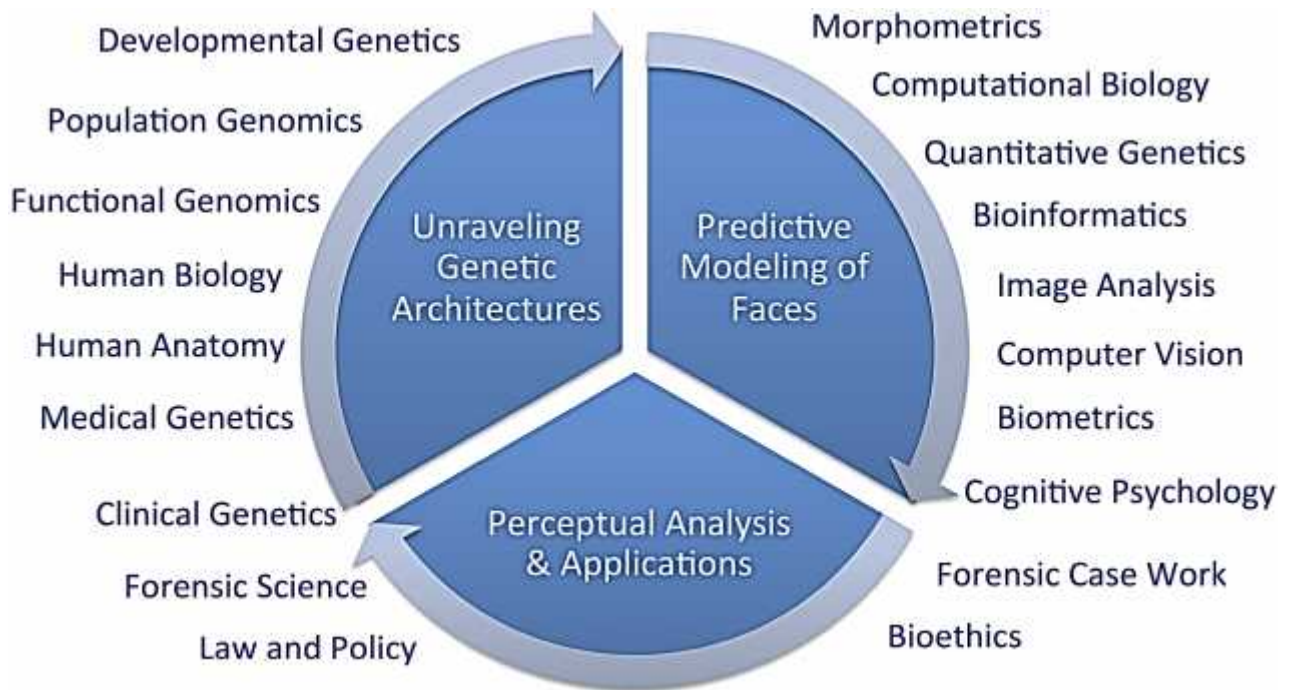 Developmental Genetics
Population Genomics
Functional Genomics
Human Biology
Human Anatomy
Medical Genetics
Clinical Genetics
Forensic Science
Law and Policy
Unraveling
Genetic
Architectures
Predictive
Modeling of
Faces
Perceptual Analysis
& Applications
Morphometrics
Computational Biology
Quantitative Genetics
Bioinformatics
Image Analysis
Computer Vision
Biometrics
Cognitive Psychology
Forensic Case Work
Bioethics